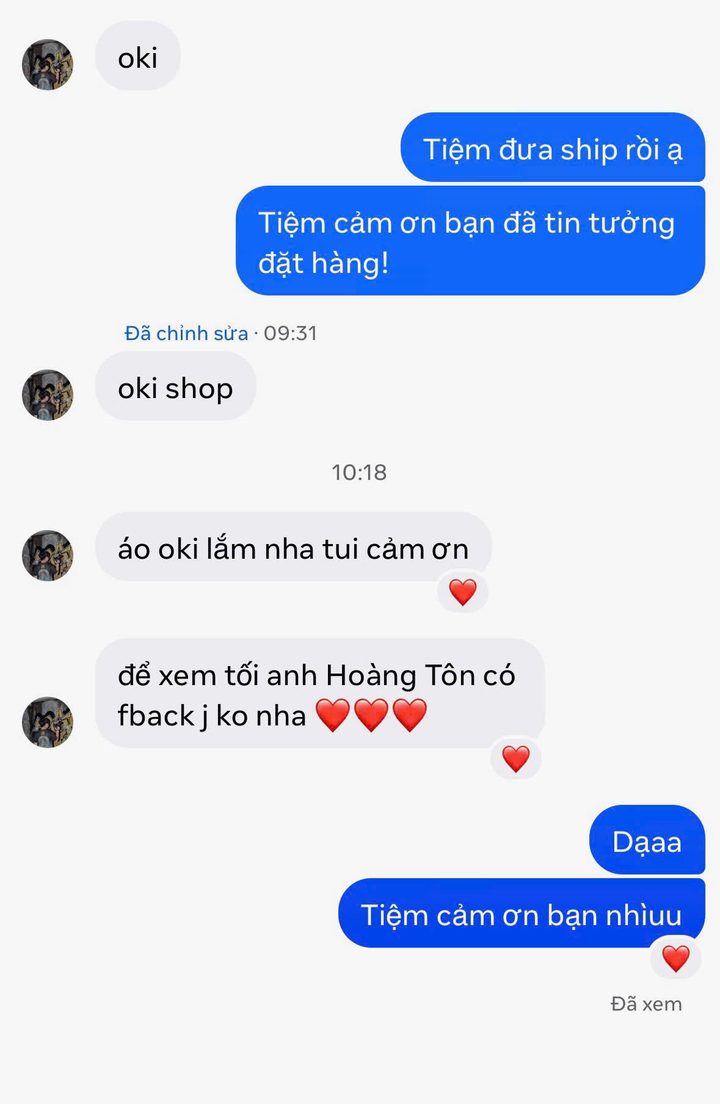 oki
Tiệm đưa ship rồi ạ
Tiệm cảm ơn bạn đã tin tưởng
đặt hàng!
Đã chỉnh sửa · 09:31
oki shop
10:18
áo oki lắm nha tui cảm ơn
để xem tối anh Hoàng Tôn có
fback j ko nha ❤️❤️❤️
Dạaa
Tiệm cảm ơn bạn nhìuu
Đã xem